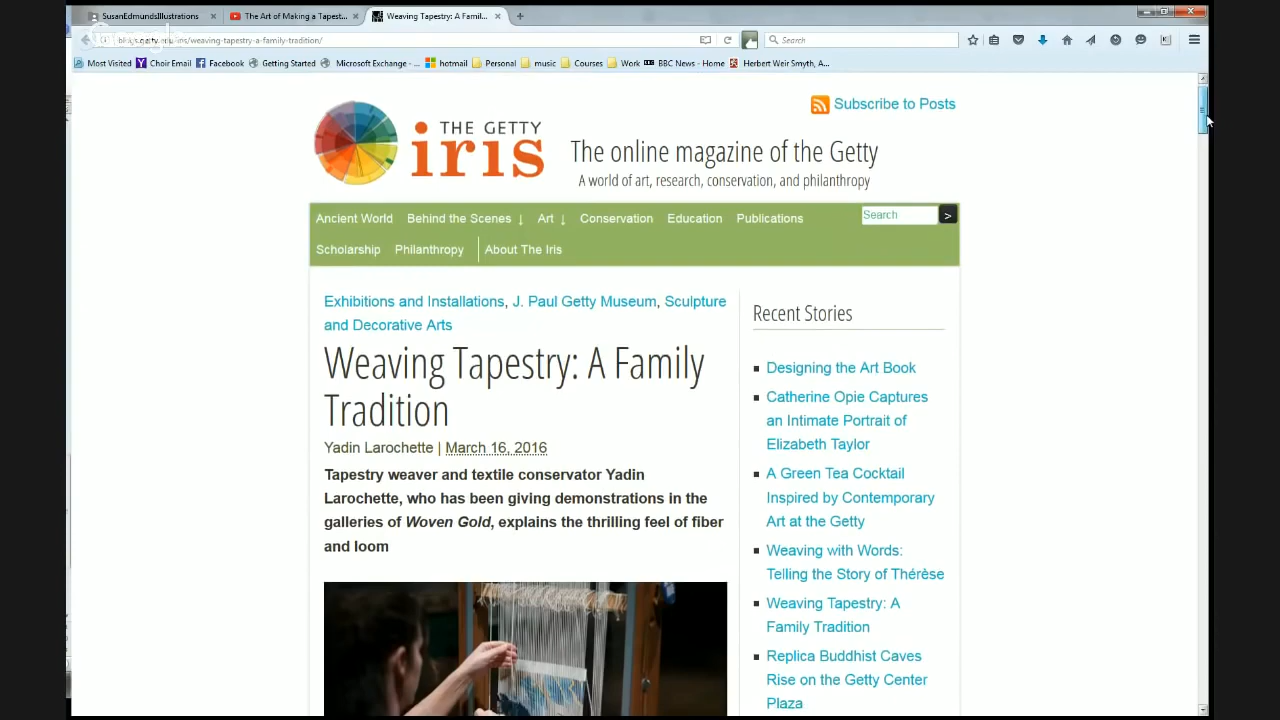 SusanEdmundsIllustrations
The Art of Making a Tapest...
Weaving Tapestry: A Famil...
Google
/weaving-tapestry-a-family-tradition/
Search
Most Visited Choir Email Facebook Getting Started Microsoft Exchange - ... hotmail Personal music Courses Work BBC News - Home Herbert Weir Smyth, A...
Subscribe to Posts
THE GETTY
iris
The online magazine of the Getty
A world of art, research, conservation, and philanthropy
Ancient World Behind the Scenes ↓ Art ↓ Conservation Education Publications
Search >
Scholarship Philanthropy About The Iris
Exhibitions and Installations, J. Paul Getty Museum, Sculpture
and Decorative Arts
Weaving Tapestry: A Family
Tradition
Yadin Larochette | March 16, 2016
Tapestry weaver and textile conservator Yadin
Larochette, who has been giving demonstrations in the
galleries of Woven Gold, explains the thrilling feel of fiber
and loom
Recent Stories
Designing the Art Book
Catherine Opie Captures
an Intimate Portrait of
Elizabeth Taylor
A Green Tea Cocktail
Inspired by Contemporary
Art at the Getty
Weaving with Words:
Telling the Story of Thérèse
Weaving Tapestry: A
Family Tradition
Replica Buddhist Caves
Rise on the Getty Center
Plaza